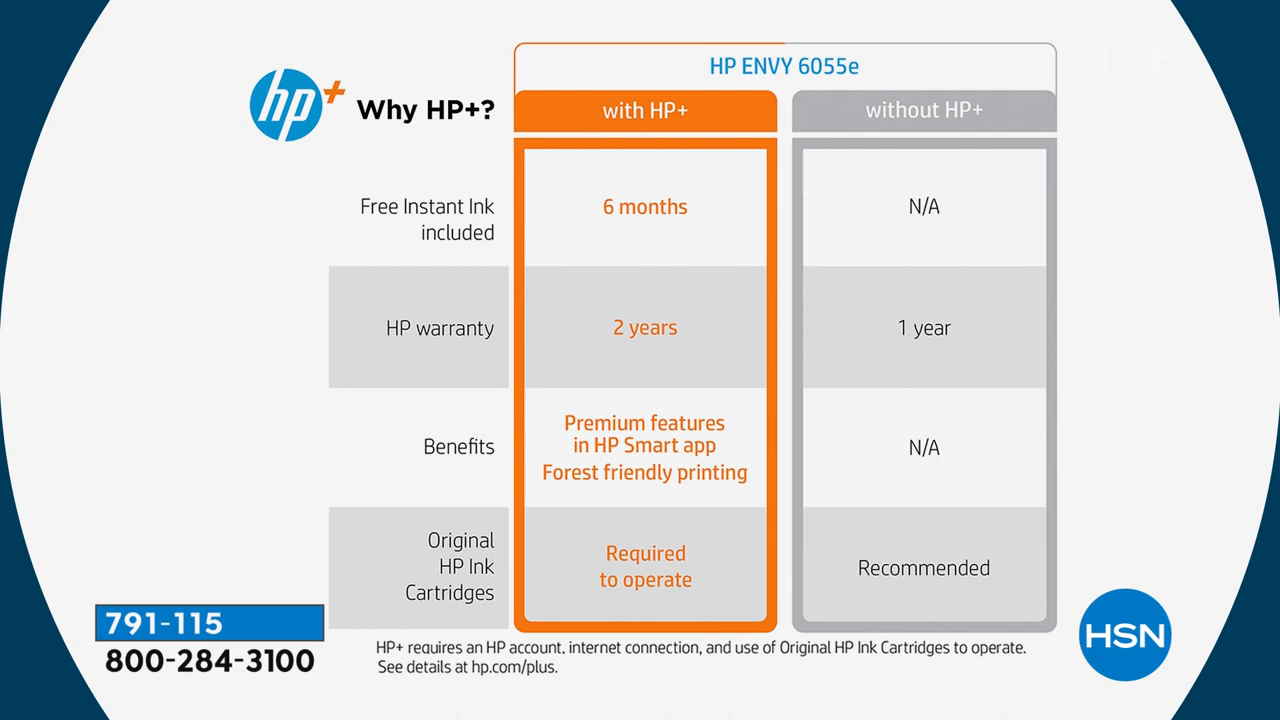 LIVE
HP ENVY 6055e
hp+ Why HP+?
with HP+
without HP+
Free Instant Ink
included
6 months
N/A
HP warranty
2 years
1 year
Benefits
Premium features
in HP Smart app
Forest friendly printing
N/A
Original
HP Ink
Cartridges
Required
to operate
Recommended
791-115
800-284-3100
HP+ requires an HP account, internet connection, and use of Original HP Ink Cartridges to operate.
See details at hp.com/plus.
HSN